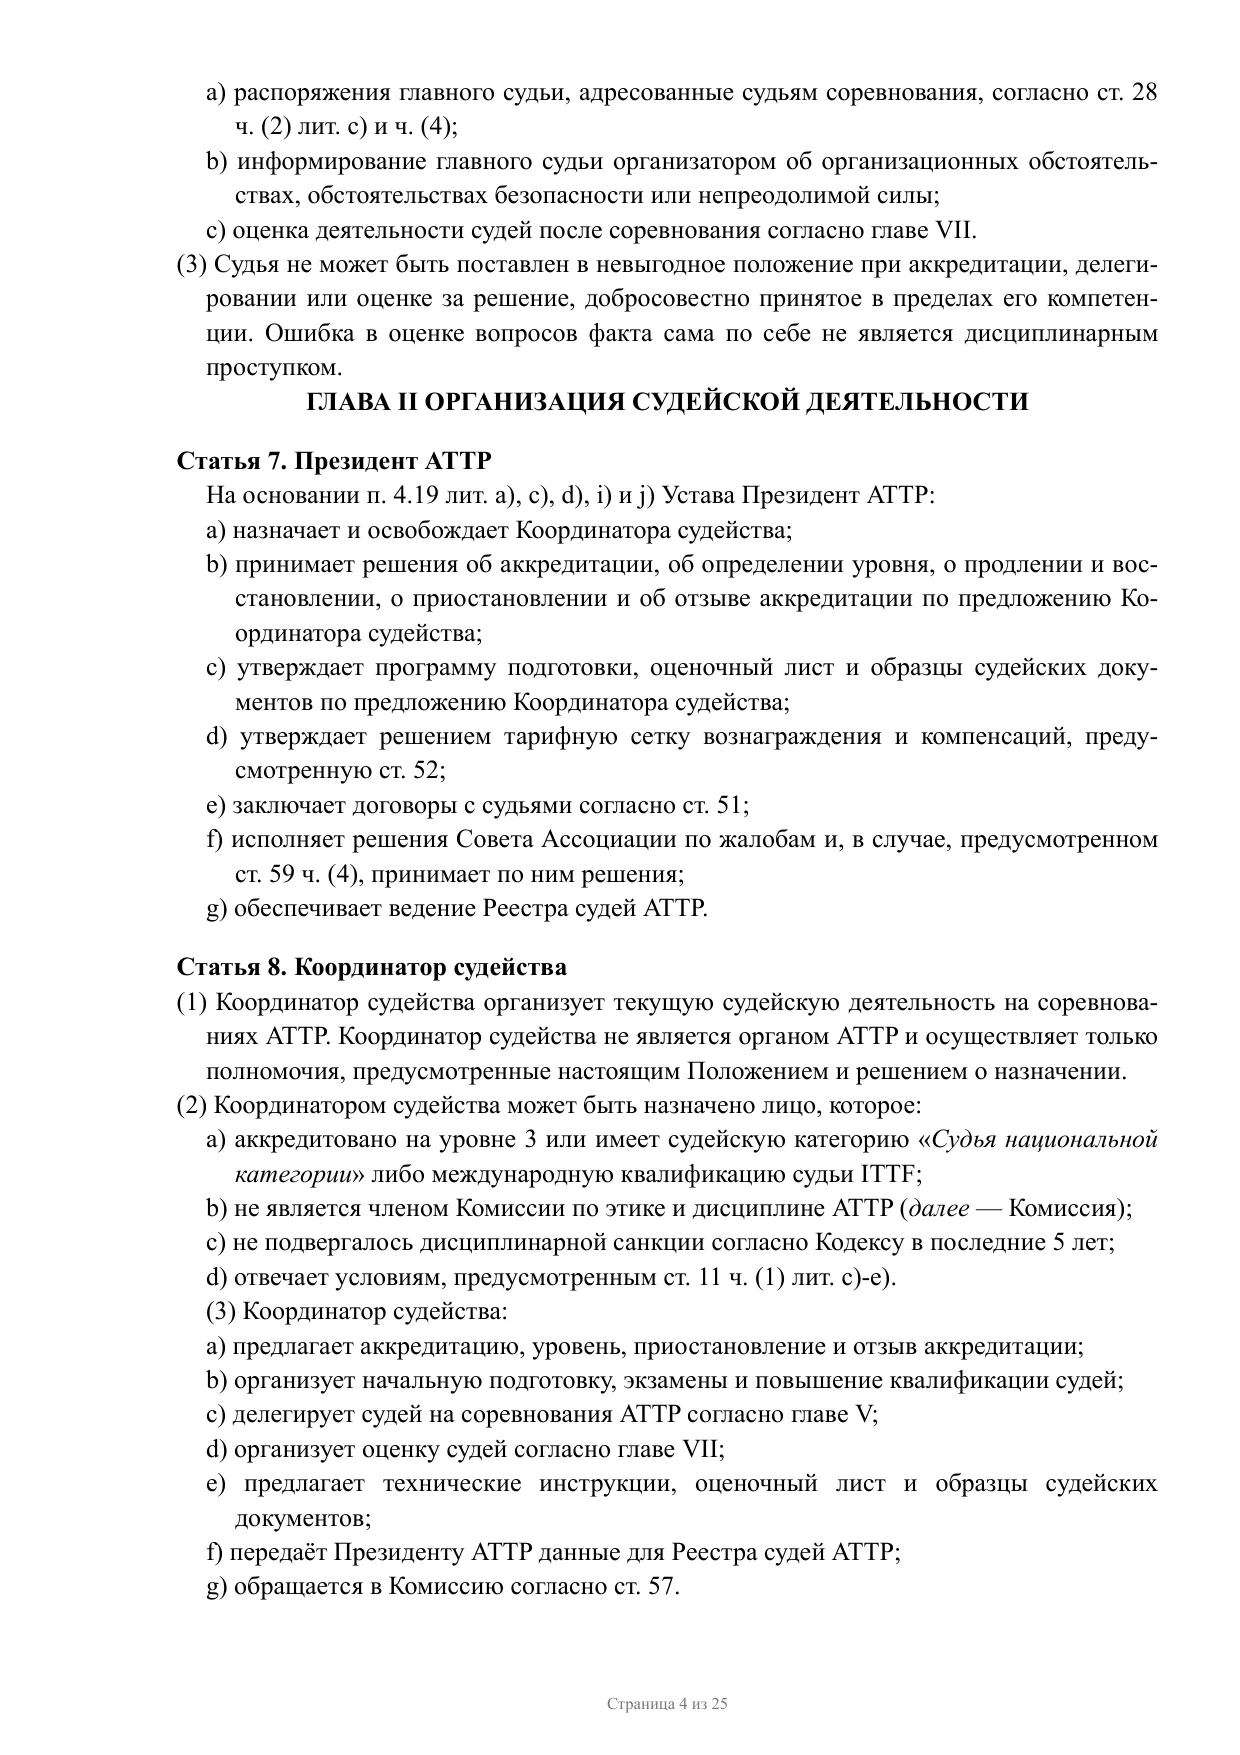 a) распоряжения главного судьи, адресованные судьям соревнования, согласно ст. 28
ч. (2) лит. c) и ч. (4);
b) информирование главного судьи организатором об организационных обстоятель-
ствах, обстоятельствах безопасности или непреодолимой силы;
c) оценка деятельности судей после соревнования согласно главе VII.
(3) Судья не может быть поставлен в невыгодное положение при аккредитации, делеги-
ровании или оценке за решение, добросовестно принятое в пределах его компетен-
ции. Ошибка в оценке вопросов факта сама по себе не является дисциплинарным
проступком.
ГЛАВА II ОРГАНИЗАЦИЯ СУДЕЙСКОЙ ДЕЯТЕЛЬНОСТИ
Статья 7. Президент АТТР
На основании п. 4.19 лит. a), c), d), i) и j) Устава Президент АТТР:
a) назначает и освобождает Координатора судейства;
b) принимает решения об аккредитации, об определении уровня, о продлении и вос-
становлении, о приостановлении и об отзыве аккредитации по предложению Ко-
ординатора судейства;
c) утверждает программу подготовки, оценочный лист и образцы судейских доку-
ментов по предложению Координатора судейства;
d) утверждает решением тарифную сетку вознаграждения и компенсаций, преду-
смотренную ст. 52;
e) заключает договоры с судьями согласно ст. 51;
f) исполняет решения Совета Ассоциации по жалобам и, в случае, предусмотренном
ст. 59 ч. (4), принимает по ним решения;
g) обеспечивает ведение Реестра судей АТТР.
Статья 8. Координатор судейства
(1) Координатор судейства организует текущую судейскую деятельность на соревнова-
ниях АТТР. Координатор судейства не является органом АТТР и осуществляет только
полномочия, предусмотренные настоящим Положением и решением о назначении.
(2) Координатором судейства может быть назначено лицо, которое:
a) аккредитовано на уровне 3 или имеет судейскую категорию «Судья национальной
категории» либо международную квалификацию судьи ITTF;
b) не является членом Комиссии по этике и дисциплине АТТР (далее — Комиссия);
c) не подвергалось дисциплинарной санкции согласно Кодексу в последние 5 лет;
d) отвечает условиям, предусмотренным ст. 11 ч. (1) лит. c)-e).
(3) Координатор судейства:
a) предлагает аккредитацию, уровень, приостановление и отзыв аккредитации;
b) организует начальную подготовку, экзамены и повышение квалификации судей;
c) делегирует судей на соревнования АТТР согласно главе V;
d) организует оценку судей согласно главе VII;
e) предлагает технические инструкции, оценочный лист и образцы судейских
документов;
f) передаёт Президенту АТТР данные для Реестра судей АТТР;
g) обращается в Комиссию согласно ст. 57.
Страница 4 из 25